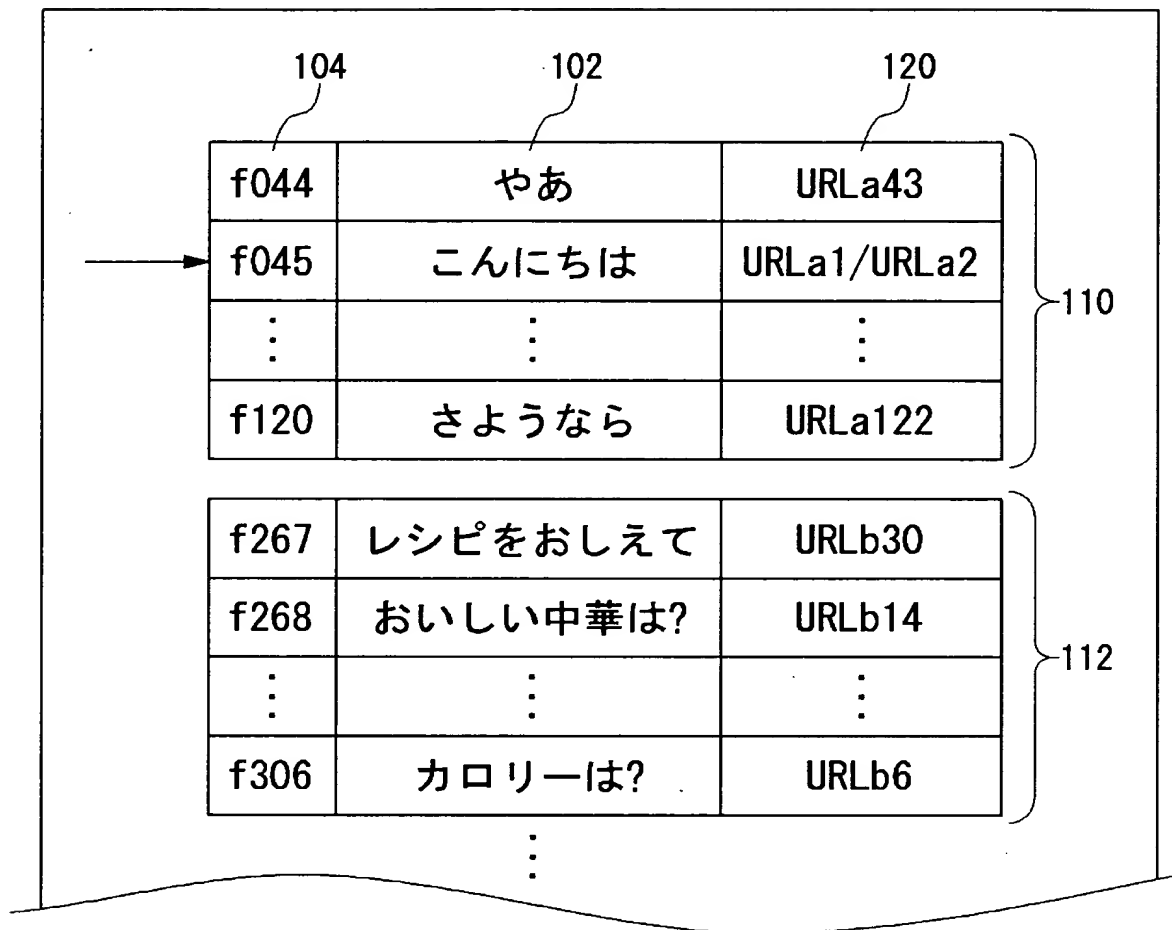 104 102 120
f044 やあ URLa43
f045 こんにちは URLa1/URLa2
110
f120 さようなら URLa122
f267 レシピをおしえて URLb30
f268 おいしい中華は? URLb14
112
f306 カロリーは? URLb6